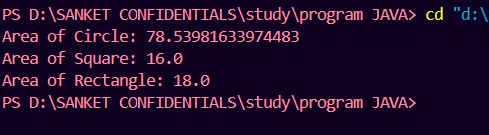 PS D:\SANKET CONFIDENTIALS\study\program JAVA> cd "d:\
Area of Circle: 78.53981633974483
Area of Square: 16.0
Area of Rectangle: 18.0
PS D:\SANKET CONFIDENTIALS\study\program JAVA>